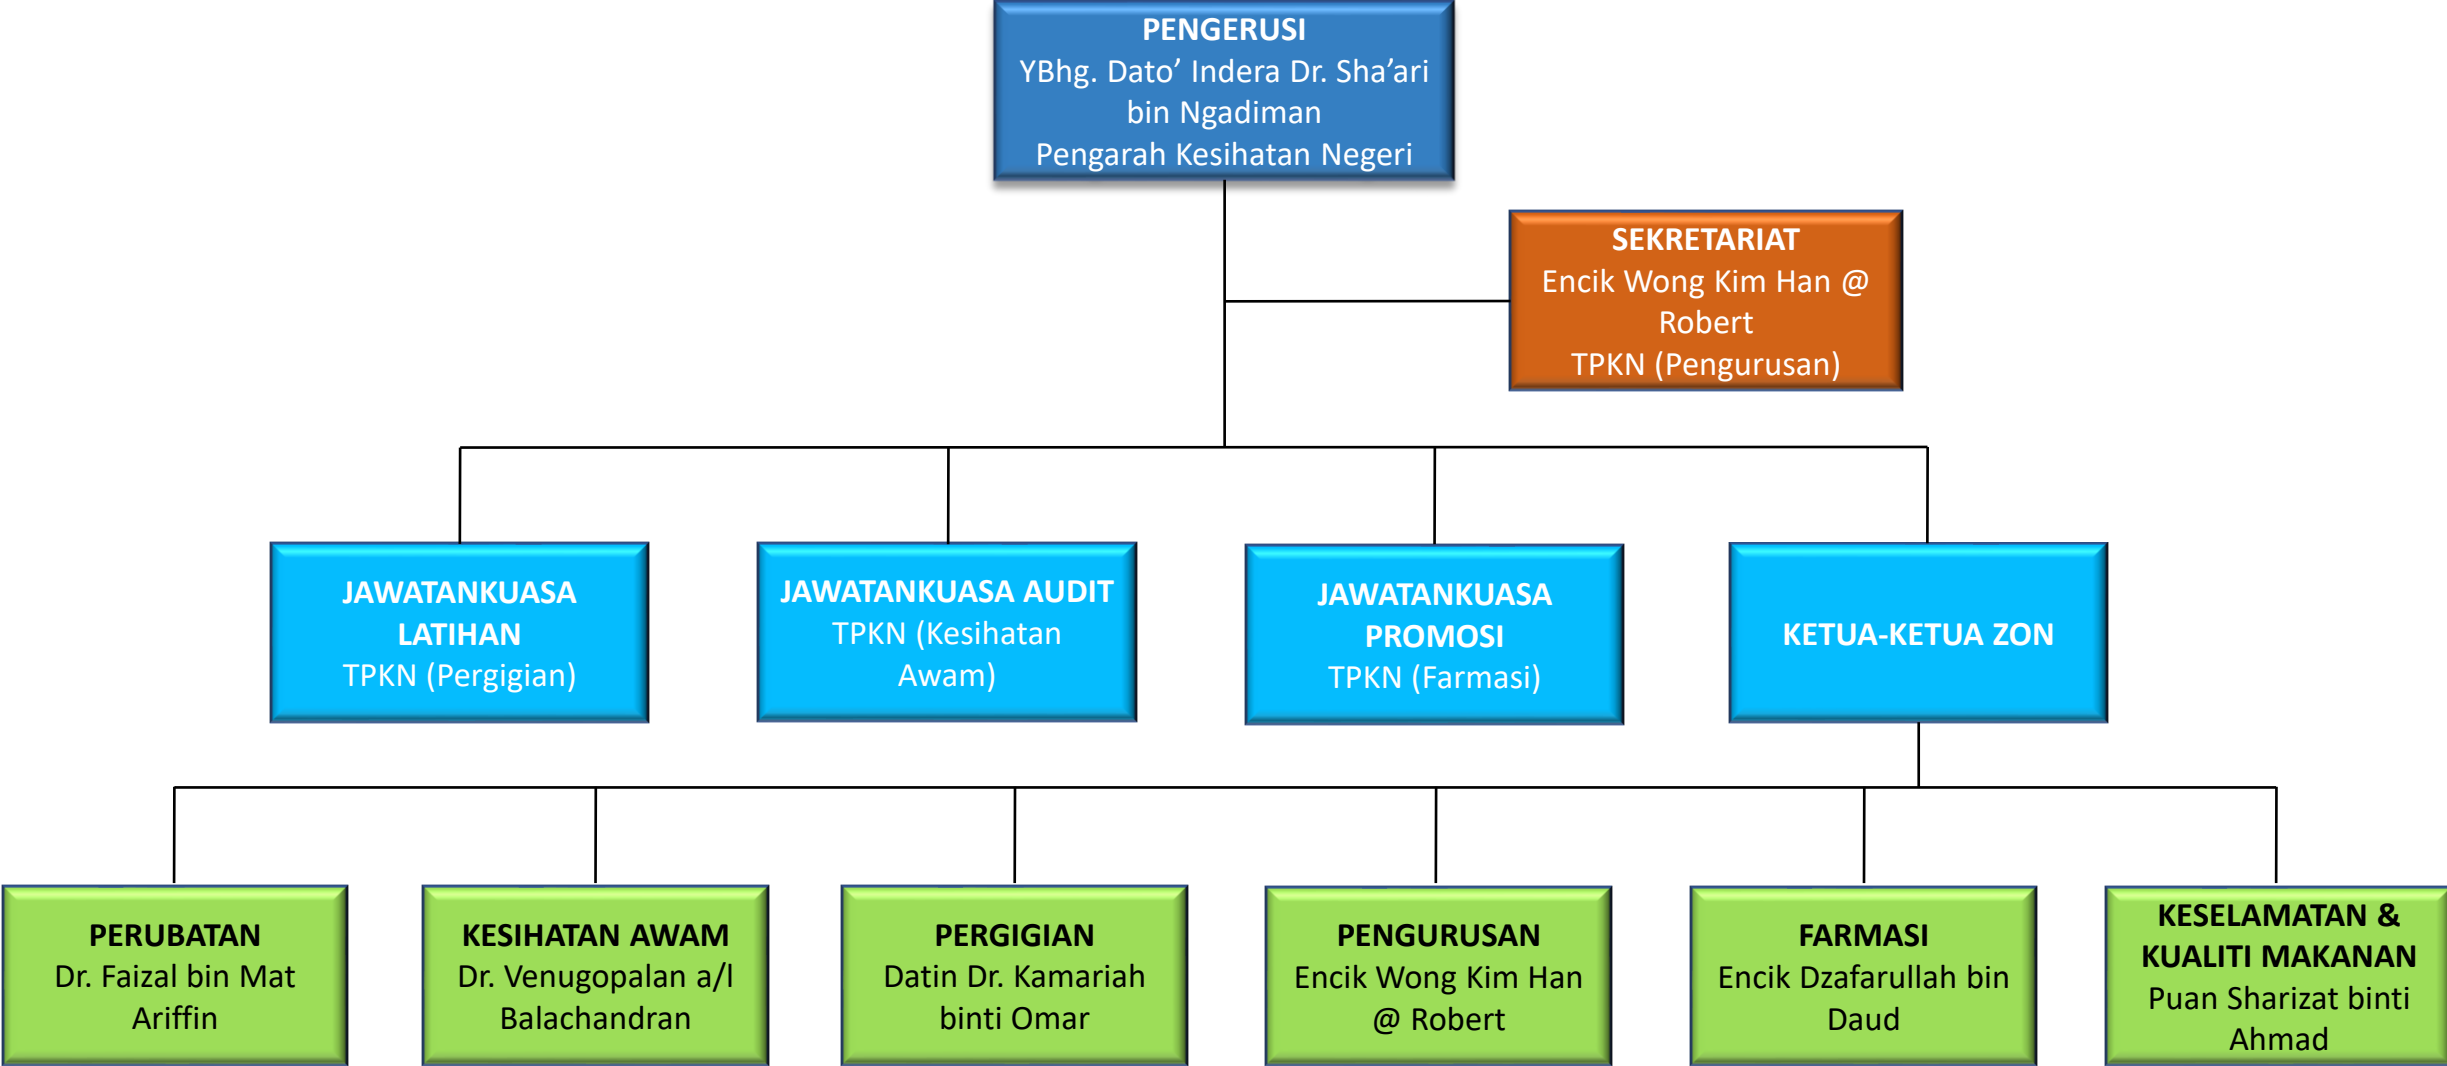 PENGERUSI
YBhg. Dato’ Indera Dr. Sha’ari
bin Ngadiman
Pengarah Kesihatan Negeri
SEKRETARIAT
Encik Wong Kim Han @
Robert
TPKN (Pengurusan)
JAWATANKUASA
LATIHAN
TPKN (Pergigian)
JAWATANKUASA AUDIT
TPKN (Kesihatan
Awam)
JAWATANKUASA
PROMOSI
TPKN (Farmasi)
KETUA-KETUA ZON
PERUBATAN
Dr. Faizal bin Mat
Ariffin
KESIHATAN AWAM
Dr. Venugopalan a/l
Balachandran
PERGIGIAN
Datin Dr. Kamariah
binti Omar
PENGURUSAN
Encik Wong Kim Han
@ Robert
FARMASI
Encik Dzafarullah bin
Daud
KESELAMATAN &
KUALITI MAKANAN
Puan Sharizat binti
Ahmad